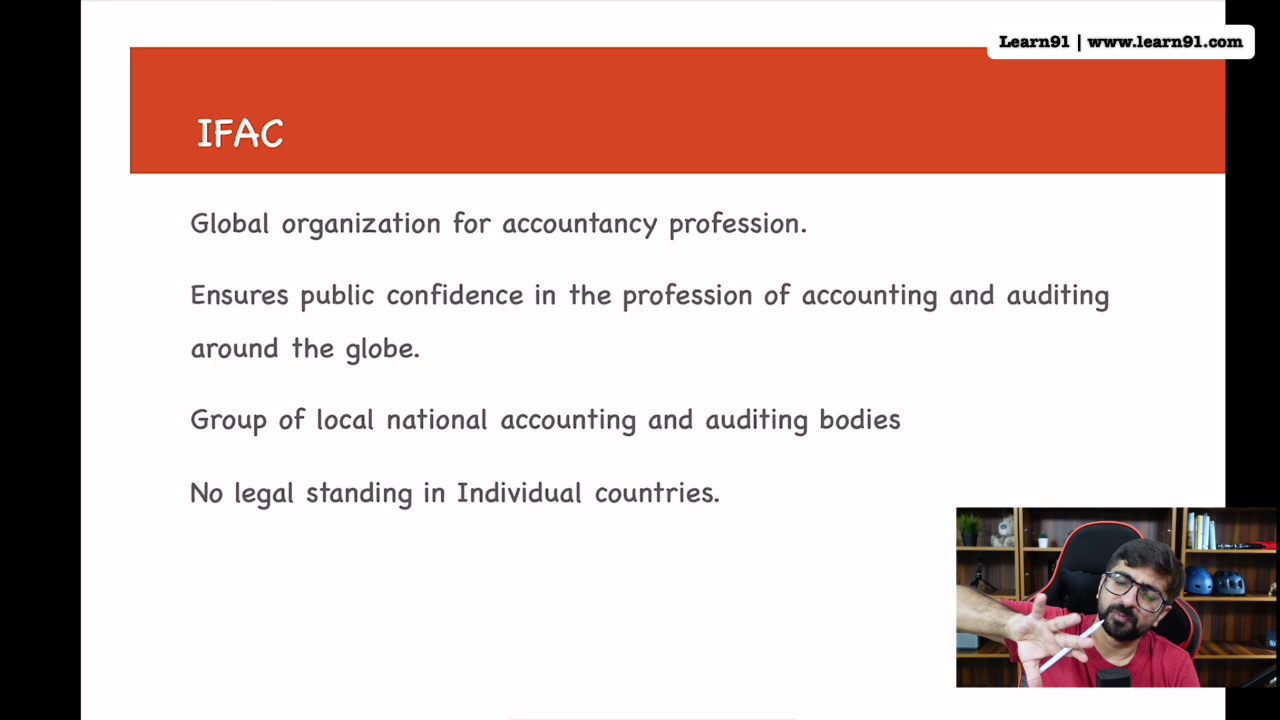 Learn91 | www.learn91.com
IFAC
Global organization for accountancy profession.
Ensures public confidence in the profession of accounting and auditing
around the globe.
Group of local national accounting and auditing bodies
No legal standing in Individual countries.